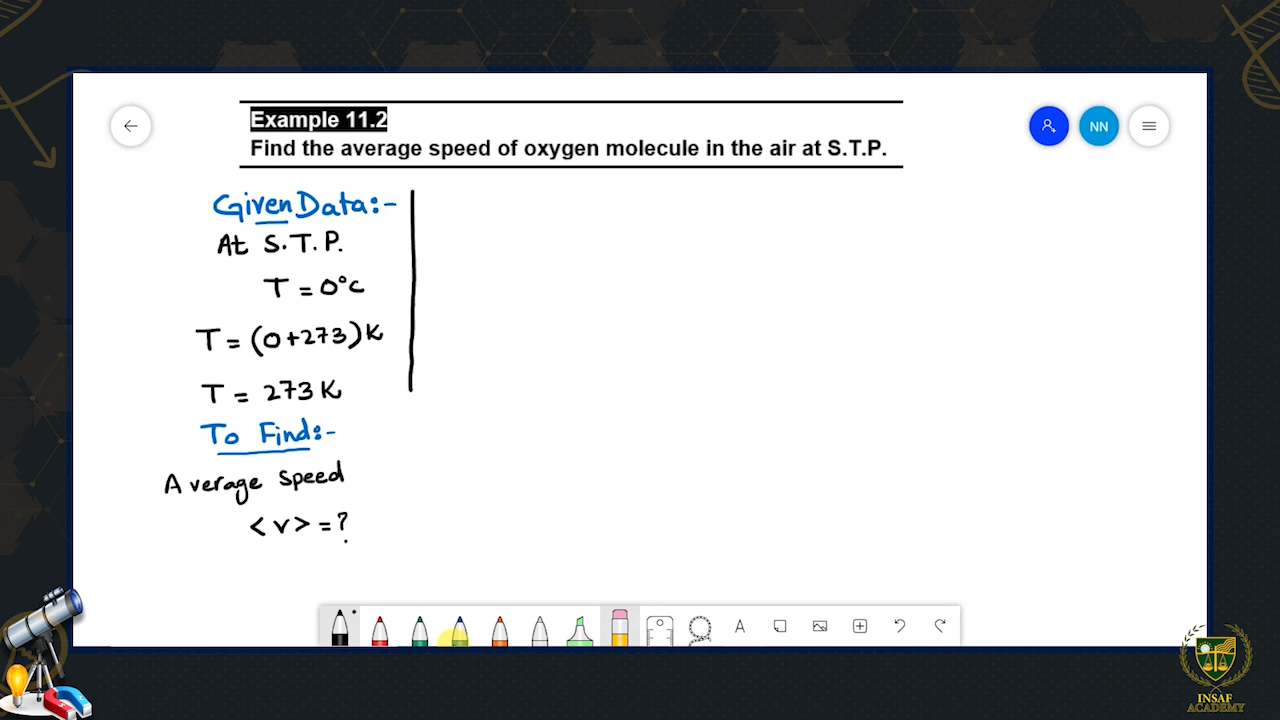 Example 11.2
Find the average speed of oxygen molecule in the air at S.T.P.
NN
Given Data:-
At S.T.P.
T = 0°C
T = (0+273)K
T = 273 K
To Find:-
Average Speed
<v> = ?
A
INSAF
ACADEMY